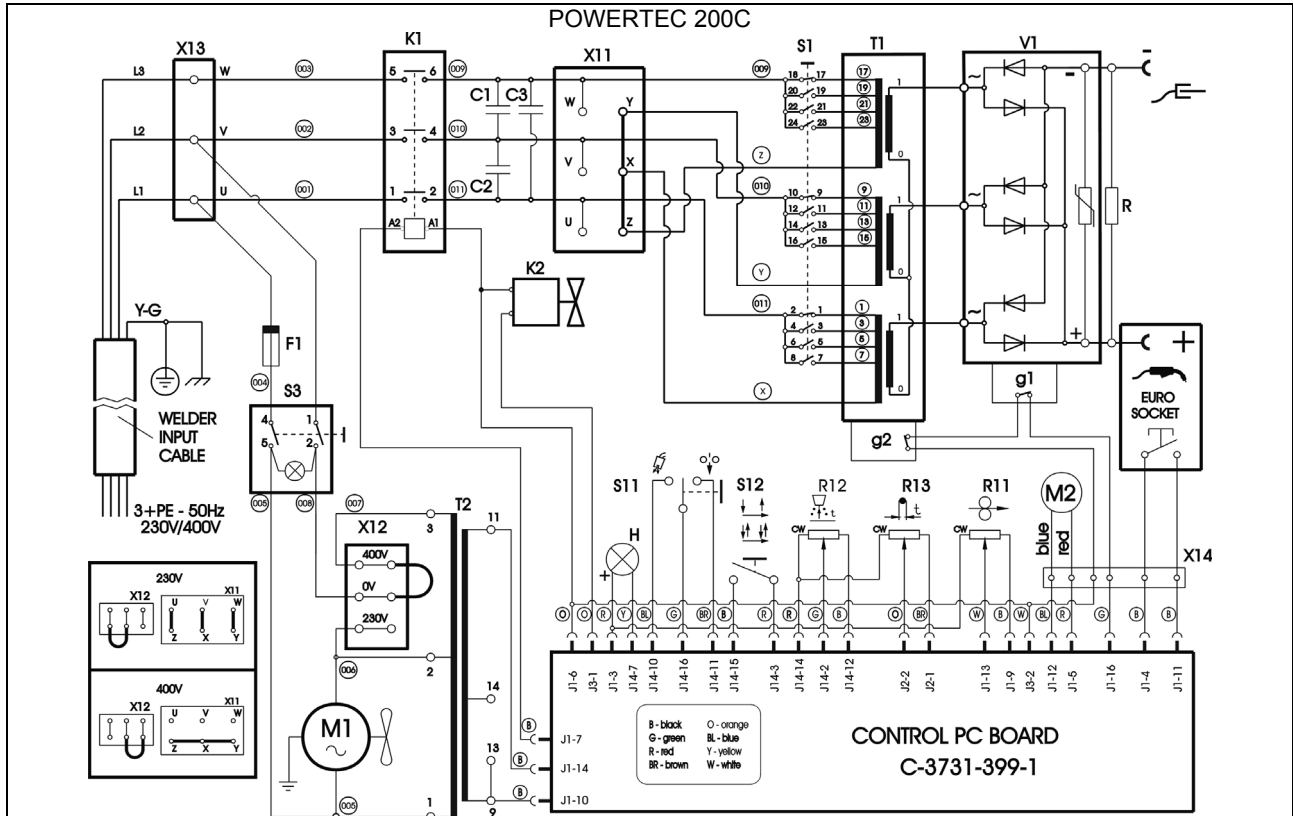 POWERTEC 200C
X13
K1
X11
S1
T1
V1
L3
W
003
5
6
009
C1
C3
W
Y
009
18
17
17
20
19
19
22
21
21
24
23
23
1
0
~
-
-
L2
V
002
3
4
010
V
X
Z
L1
U
001
1
2
011
C2
U
Z
010
10
9
9
12
11
11
14
13
13
16
15
15
1
0
~
R
A2
A1
K2
Y
Y-G
F1
011
2
1
1
4
3
3
6
5
5
8
7
7
1
0
~
+
+
004
S3
4
1
5
2
X
g1
g2
EURO
SOCKET
WELDER
INPUT
CABLE
3+PE - 50Hz
230V/400V
005
008
007
X12
400V
0V
230V
3
T2
11
S11
S12
R12
R13
R11
M2
H
+
t
t
CW
CW
CW
blue
red
X14
230V
X12
X11
U
V
W
Z
X
Y
400V
X12
X11
U
V
W
Z
X
Y
006
2
14
13
M1
~
005
1
9
O
O
R
Y
BL
G
BR
B
R
R
G
B
O
BR
W
B
W
BL
R
G
B
B
J1-6
J3-1
J1-3
J14-7
J14-10
J14-16
J14-11
J14-15
J14-3
J14-14
J14-2
J14-12
J2-2
J2-1
J1-13
J1-9
J3-2
J1-12
J1-5
J1-16
J1-4
J1-11
B
J1-7
B
J1-14
B
J1-10
B - black
O - orange
G - green
BL - blue
R - red
Y - yellow
BR - brown
W - white
CONTROL PC BOARD
C-3731-399-1